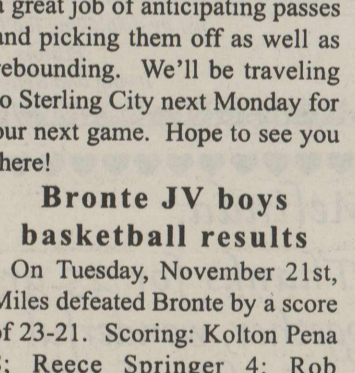 a great job of anticipating passes
and picking them off as well as
rebounding. We'll be traveling
to Sterling City next Monday for
our next game. Hope to see you
there!
Bronte JV boys
basketball results
On Tuesday, November 21st,
Miles defeated Bronte by a score
of 23-21. Scoring: Kolton Pena
Reece Springer 4; Rob